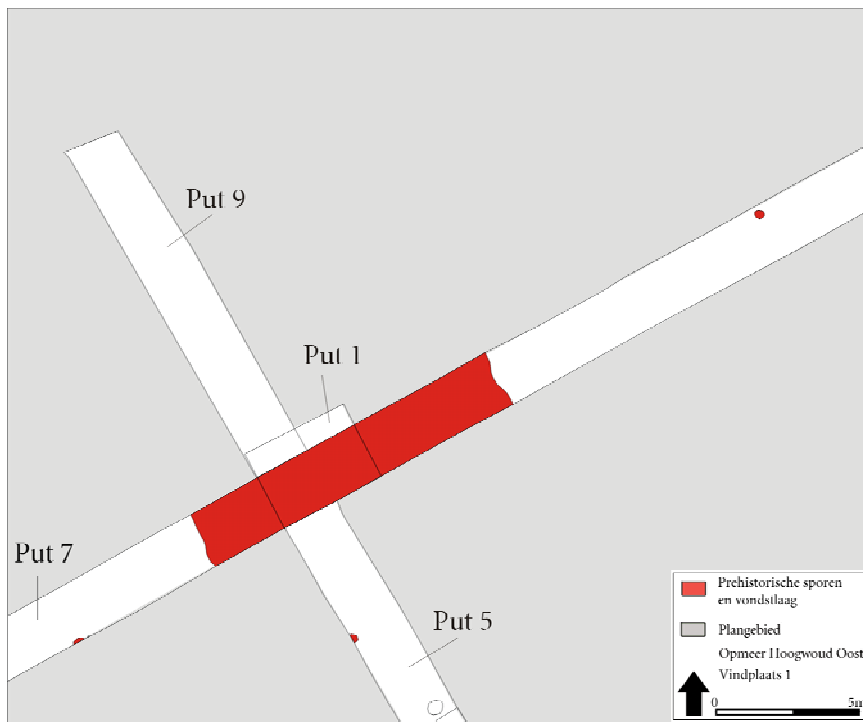 Put 9
Put 1
Put 7
Put 5
Prehistorische sporen
en vondstlaag
Plangebied
Opmeer Hoogwoud Oost
Vindplaats 1
0 5m